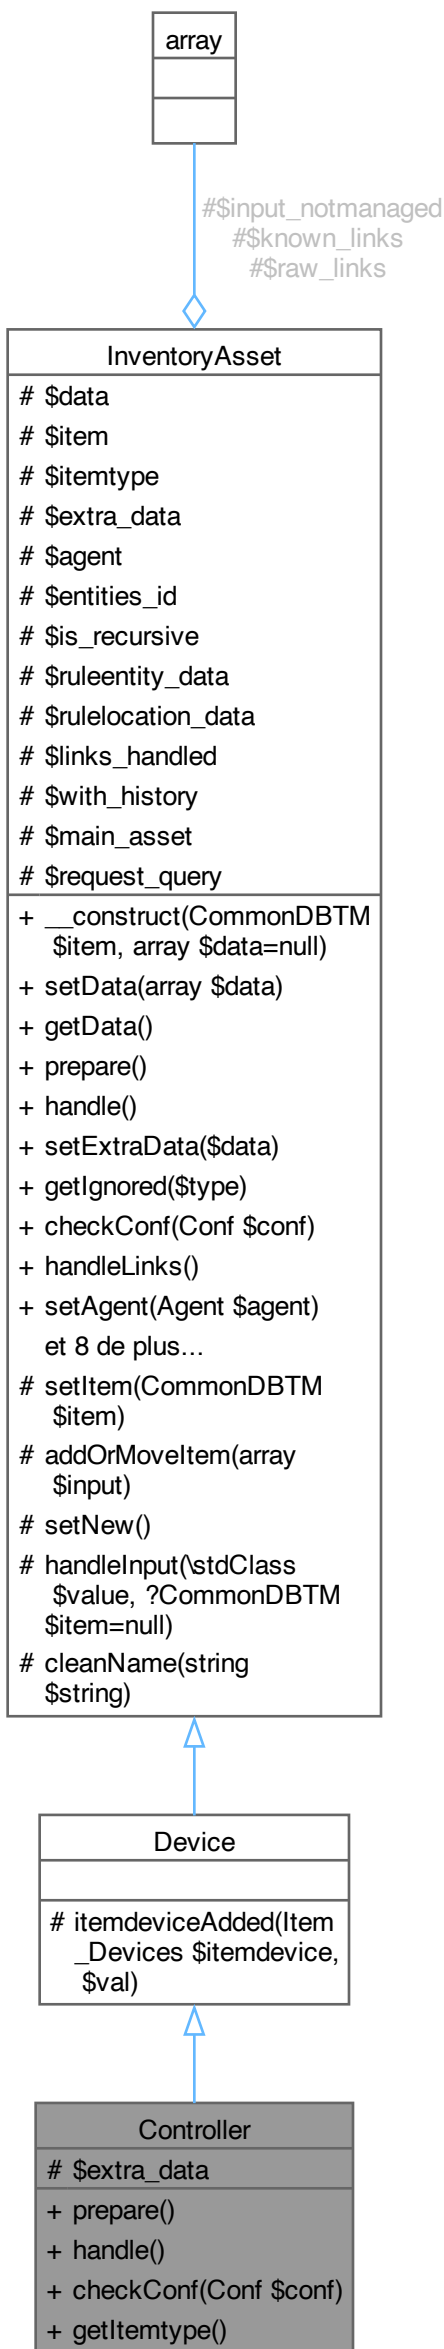 array
#$input_notmanaged
#$known_links
#$raw_links
InventoryAsset
# $data
# $item
# $itemtype
# $extra_data
# $agent
# $entities_id
# $is_recursive
# $ruleentity_data
# $rulelocation_data
# $links_handled
# $with_history
# $main_asset
# $request_query
+ __construct(CommonDBTM
$item, array $data=null)
+ setData(array $data)
+ getData()
+ prepare()
+ handle()
+ setExtraData($data)
+ getIgnored($type)
+ checkConf(Conf $conf)
+ handleLinks()
+ setAgent(Agent $agent)
et 8 de plus...
# setItem(CommonDBTM
$item)
# addOrMoveItem(array
$input)
# setNew()
# handleInput(\stdClass
$value, ?CommonDBTM
$item=null)
# cleanName(string
$string)
Device
# itemdeviceAdded(Item
_Devices $itemdevice,
$val)
Controller
# $extra_data
+ prepare()
+ handle()
+ checkConf(Conf $conf)
+ getItemtype()